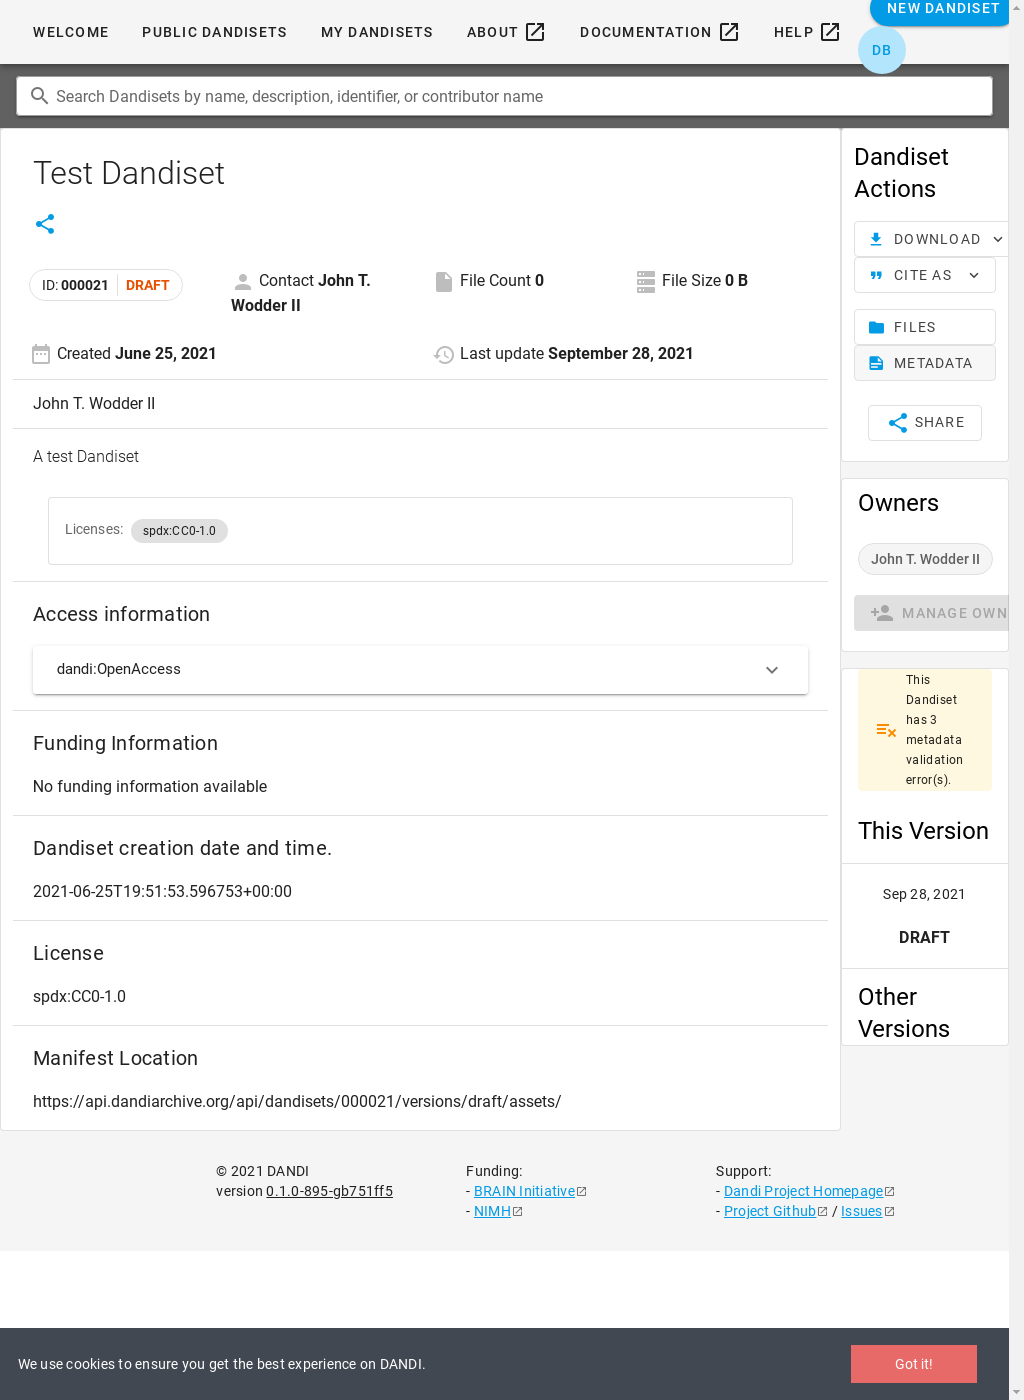 NEW DANDISET
WELCOME PUBLIC DANDISETS MY DANDISETS ABOUT DOCUMENTATION HELP
DB
Search Dandisets by name, description, identifier, or contributor name
Test Dandiset
ID: 000021 DRAFT
Contact John T. Wodder II
File Count 0
File Size 0 B
Created June 25, 2021
Last update September 28, 2021
John T. Wodder II
A test Dandiset
Licenses: spdx:CC0-1.0
Access information
dandi:OpenAccess
Funding Information
No funding information available
Dandiset creation date and time.
2021-06-25T19:51:53.596753+00:00
License
spdx:CC0-1.0
Manifest Location
https://api.dandiarchive.org/api/dandisets/000021/versions/draft/assets/
Dandiset
Actions
DOWNLOAD
CITE AS
FILES
METADATA
SHARE
Owners
John T. Wodder II
MANAGE OWN
This
Dandiset
has 3
metadata
validation
error(s).
This Version
Sep 28, 2021
DRAFT
Other
Versions
© 2021 DANDI
version 0.1.0-895-gb751ff5
Funding:
- BRAIN Initiative
- NIMH
Support:
- Dandi Project Homepage
- Project Github / Issues
We use cookies to ensure you get the best experience on DANDI.
Got it!